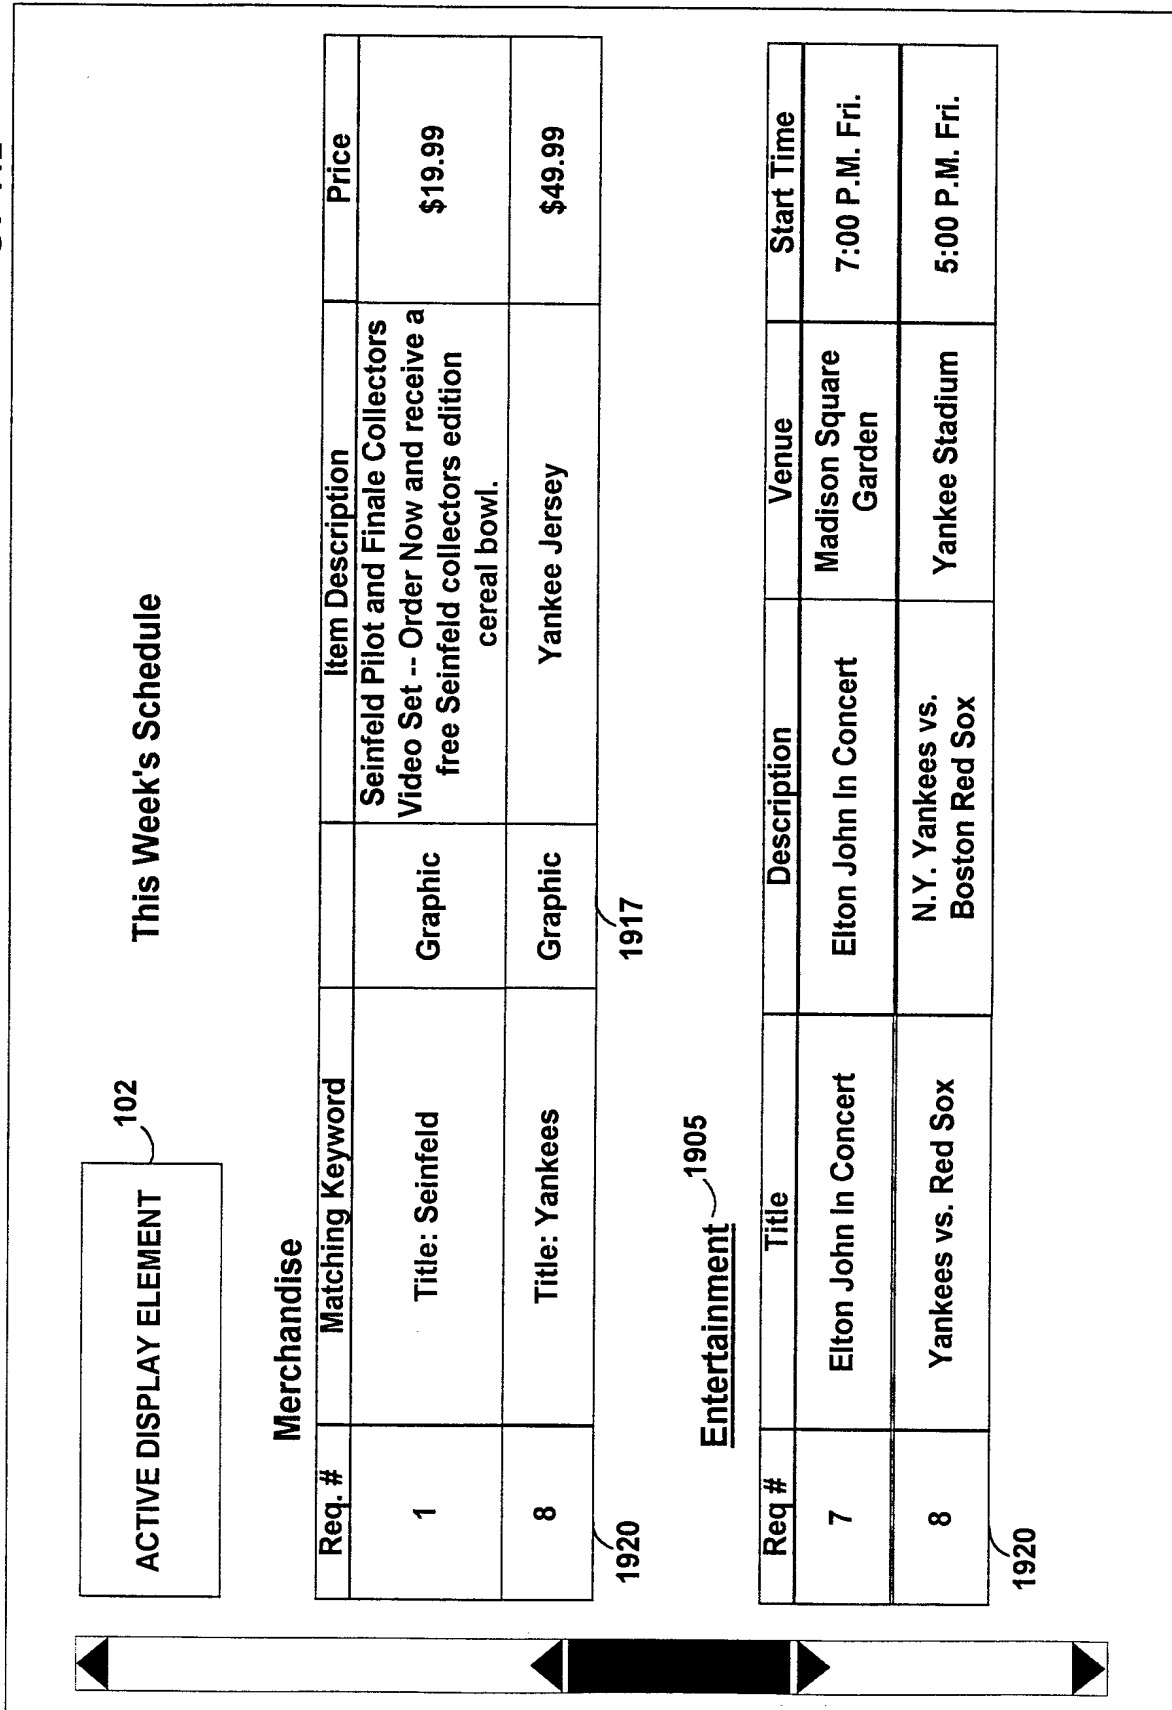 ACTIVE DISPLAY ELEMENT
102
This Week's Schedule
Merchandise
Req. # Matching Keyword Item Description Price
1 Title: Seinfeld Graphic Seinfeld Pilot and Finale Collectors
Video Set -- Order Now and receive a
free Seinfeld collectors edition
cereal bowl.
$19.99
8 Title: Yankees Graphic Yankee Jersey $49.99
1920
1917
Entertainment 1905
Req # Title Description Venue Start Time
7 Elton John In Concert Elton John In Concert Madison Square
Garden
7:00 P.M. Fri.
8 Yankees vs. Red Sox N.Y. Yankees vs.
Boston Red Sox
Yankee Stadium 5:00 P.M. Fri.
1920